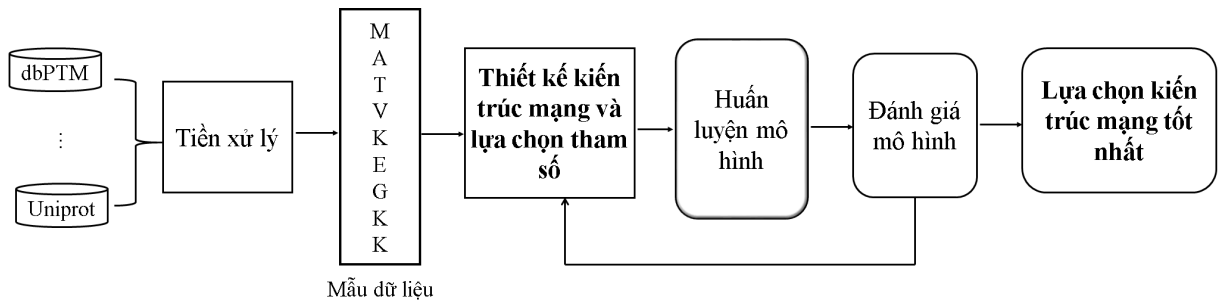 dbPTM
⋮
Uniprot
Tiền xử lý
M
A
T
V
K
E
G
K
K
Mẫu dữ liệu
Thiết kế kiến
trúc mạng và
lựa chọn tham
số
Huấn
luyện mô
hình
Đánh giá
mô hình
Lựa chọn kiến
trúc mạng tốt
nhất